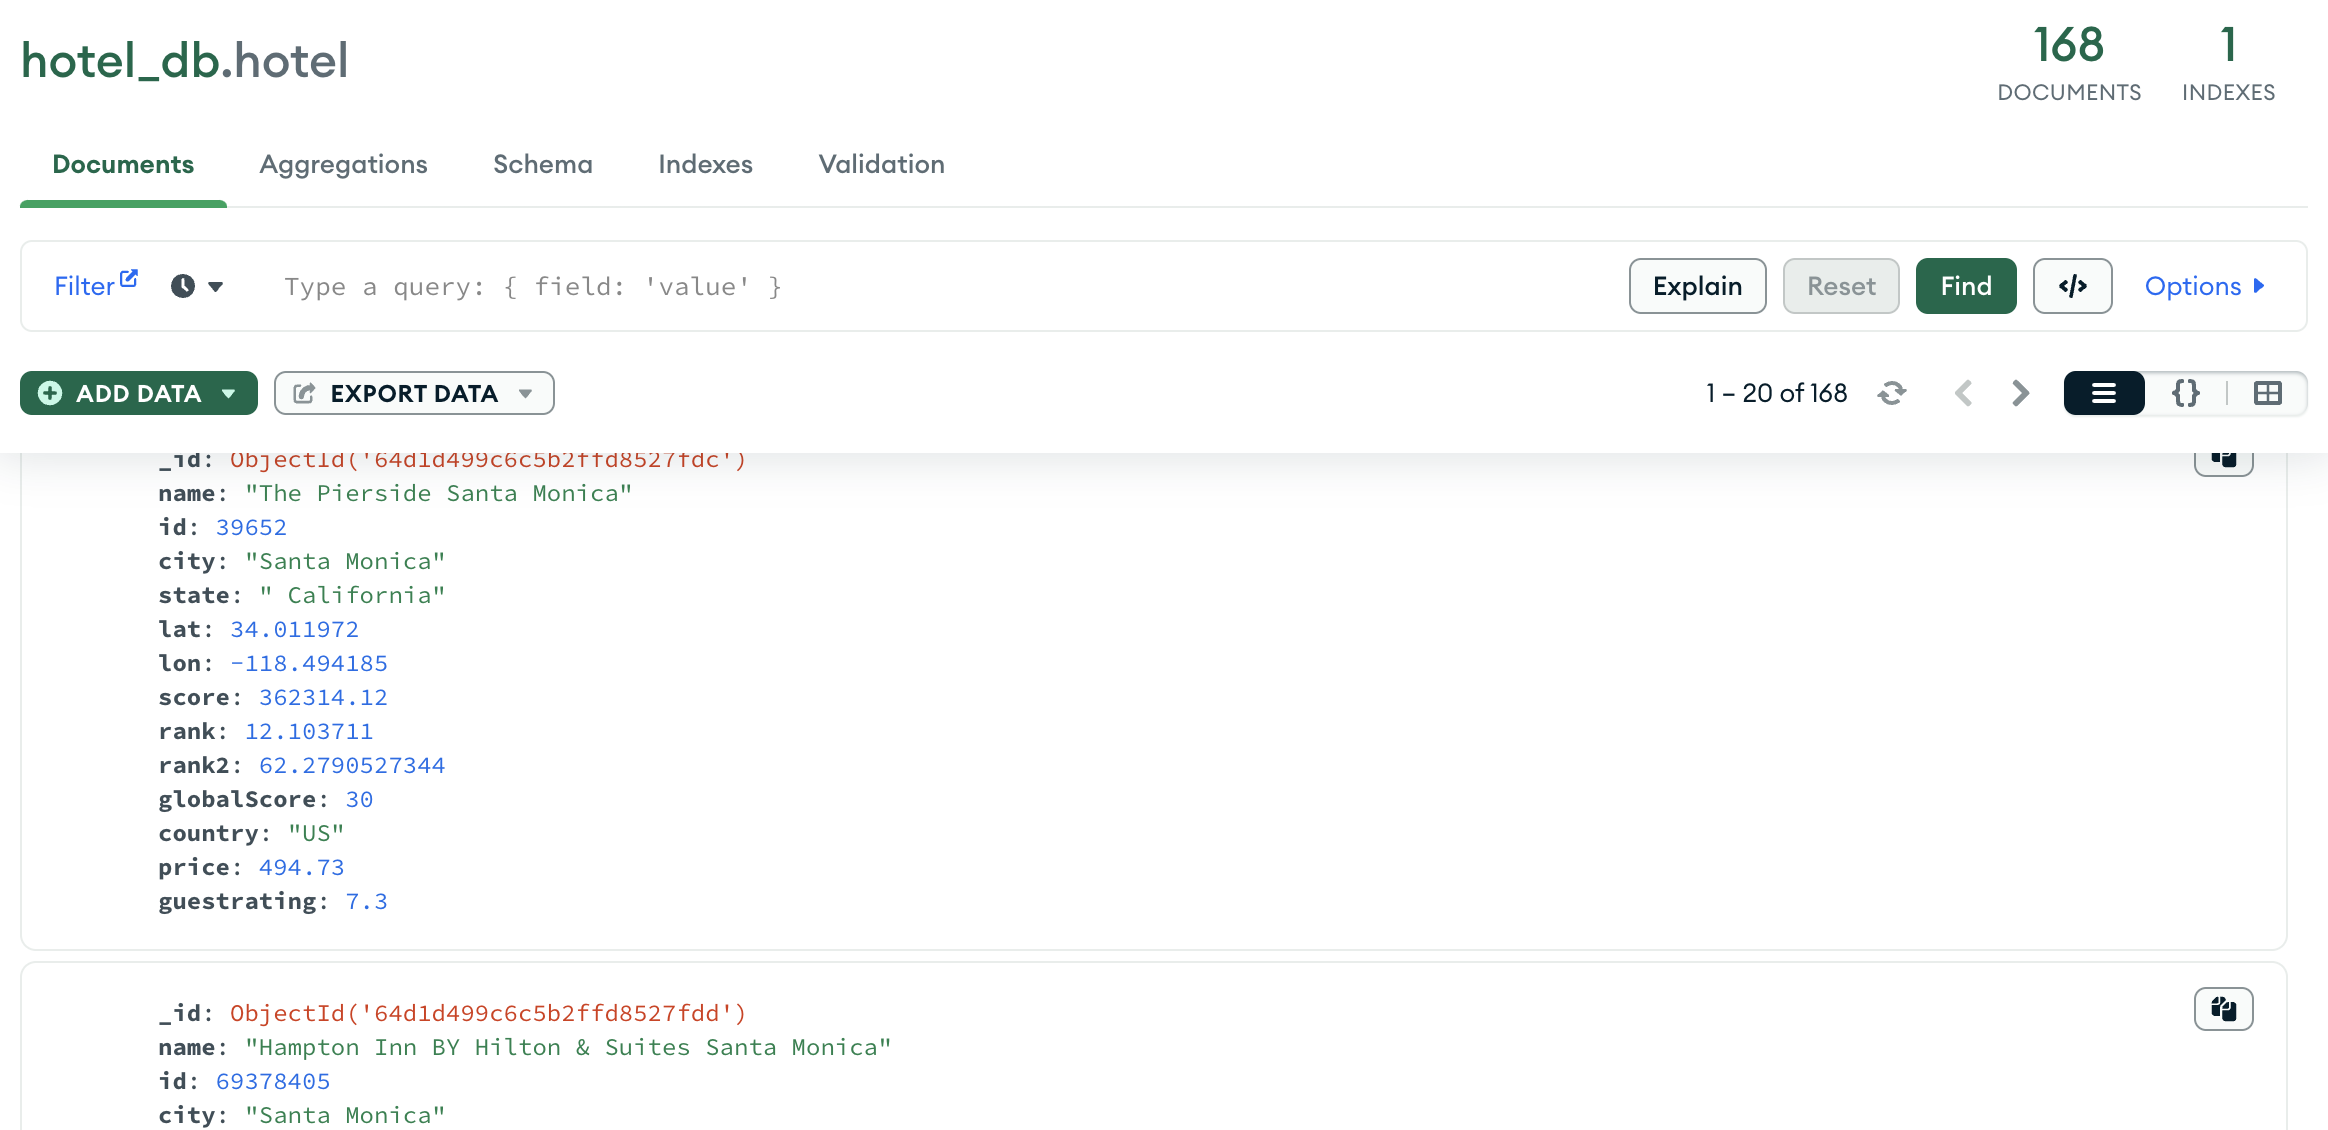 hotel_db.hotel
168 DOCUMENTS
1 INDEXES
Documents Aggregations Schema Indexes Validation
Filter Type a query: { field: 'value' } Explain Reset Find </> Options
ADD DATA EXPORT DATA 1 – 20 of 168 {}
_id: ObjectId('64d1d499c6c5b2ffd8527fdc')
name: "The Pierside Santa Monica"
id: 39652
city: "Santa Monica"
state: " California"
lat: 34.011972
lon: -118.494185
score: 362314.12
rank: 12.103711
rank2: 62.2790527344
globalScore: 30
country: "US"
price: 494.73
guestrating: 7.3
_id: ObjectId('64d1d499c6c5b2ffd8527fdd')
name: "Hampton Inn BY Hilton & Suites Santa Monica"
id: 69378405
city: "Santa Monica"